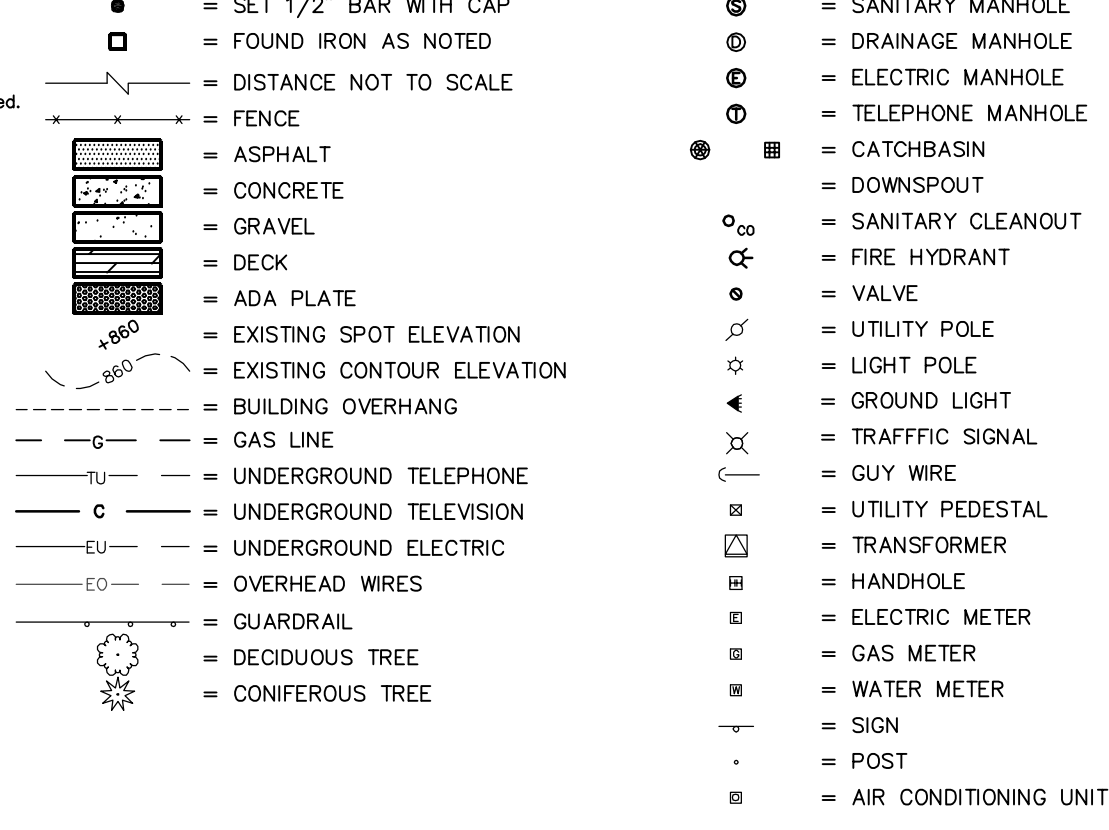 = SET 1/2" BAR WITH CAP
= FOUND IRON AS NOTED
= DISTANCE NOT TO SCALE
ed.
x x x = FENCE
= ASPHALT
= CONCRETE
= GRAVEL
= DECK
= ADA PLATE
+860 = EXISTING SPOT ELEVATION
860 = EXISTING CONTOUR ELEVATION
= BUILDING OVERHANG
G = GAS LINE
TU = UNDERGROUND TELEPHONE
C = UNDERGROUND TELEVISION
EU = UNDERGROUND ELECTRIC
EO = OVERHEAD WIRES
= GUARDRAIL
= DECIDUOUS TREE
= CONIFEROUS TREE
S = SANITARY MANHOLE
D = DRAINAGE MANHOLE
E = ELECTRIC MANHOLE
T = TELEPHONE MANHOLE
= CATCHBASIN
= DOWNSPOUT
CO = SANITARY CLEANOUT
= FIRE HYDRANT
= VALVE
= UTILITY POLE
= LIGHT POLE
= GROUND LIGHT
= TRAFFFIC SIGNAL
= GUY WIRE
= UTILITY PEDESTAL
= TRANSFORMER
= HANDHOLE
E = ELECTRIC METER
G = GAS METER
W = WATER METER
= SIGN
= POST
= AIR CONDITIONING UNIT